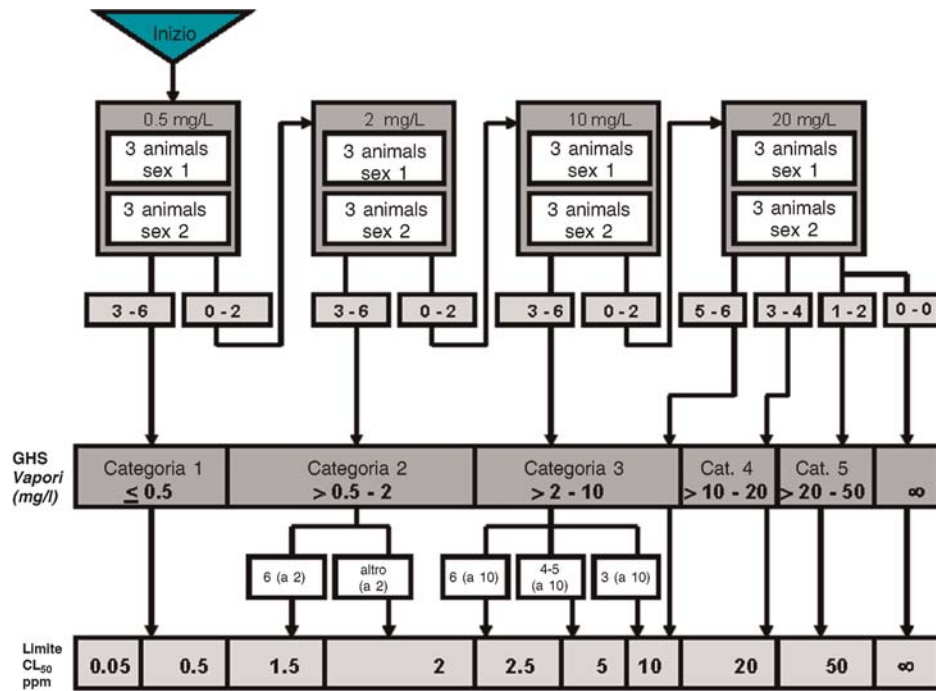 Inizio
0.5 mg/L
3 animals
sex 1
3 animals
sex 2
2 mg/L
3 animals
sex 1
3 animals
sex 2
10 mg/L
3 animals
sex 1
3 animals
sex 2
20 mg/L
3 animals
sex 1
3 animals
sex 2
3 - 6
0 - 2
3 - 6
0 - 2
3 - 6
0 - 2
5 - 6
3 - 4
1 - 2
0 - 0
GHS
Vapori
(mg/l)
Categoria 1
≤ 0.5
Categoria 2
> 0.5 - 2
Categoria 3
> 2 - 10
Cat. 4
> 10 - 20
Cat. 5
> 20 - 50
∞
6 (a 2)
altro
(a 2)
6 (a 10)
4-5
(a 10)
3 (a 10)
Limite
CL50
ppm
0.05
0.5
1.5
2
2.5
5
10
20
50
∞